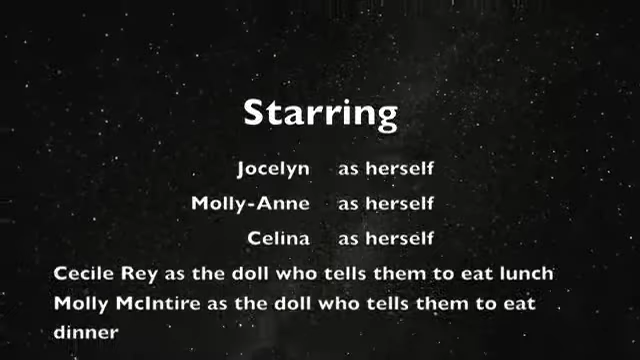 Starring
Jocelyn as herself
Molly-Anne as herself
Celina as herself
Cecile Rey as the doll who tells them to eat lunch
Molly McIntire as the doll who tells them to eat
dinner